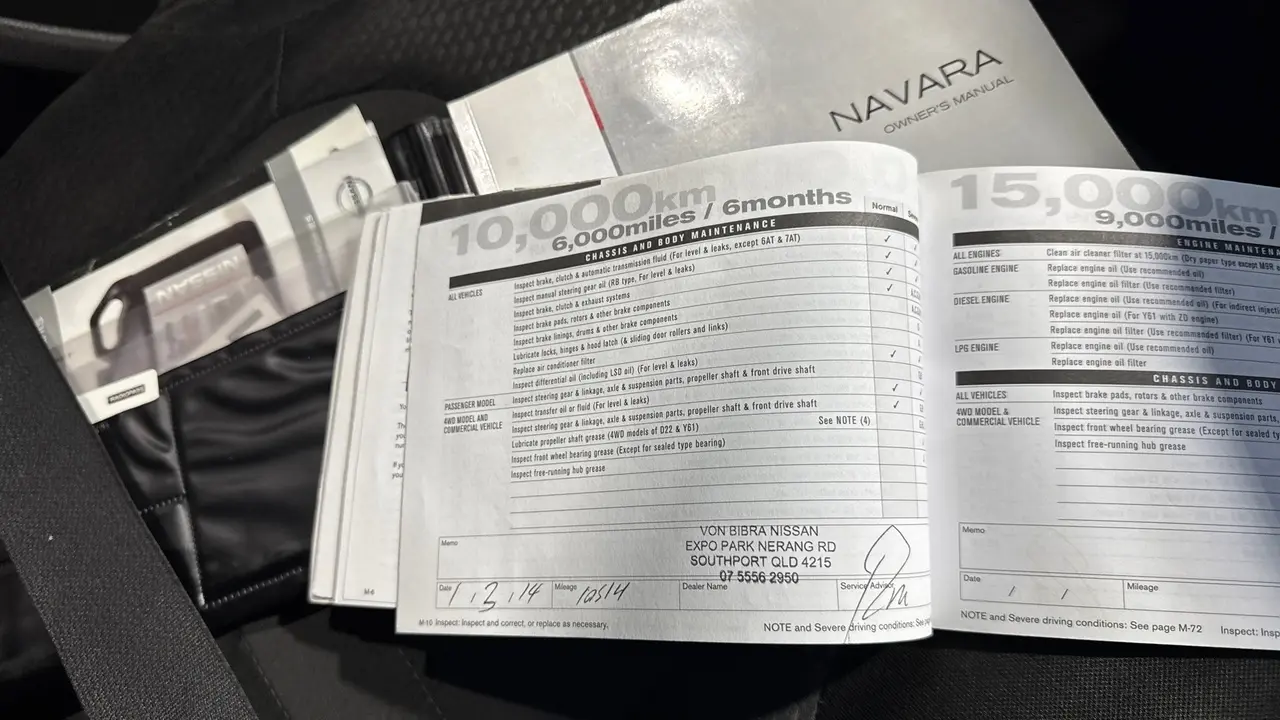 NAVARA
OWNER'S MANUAL
NISSAN
10,000km
6,000miles / 6months
Normal
CHASSIS AND BODY MAINTENANCE
ALL VEHICLES
Inspect brake, clutch & automatic transmission fluid (For level & leaks, except 6AT & 7AT)
✓
Inspect manual steering gear oil (RB type, For level & leaks)
✓
Inspect brake, clutch & exhaust systems
✓
Inspect brake pads, rotors & other brake components
✓
Inspect brake linings, drums & other brake components
Lubricate locks, hinges & hood latch (& sliding door rollers and links)
Replace air conditioner filter
Inspect differential oil (including LSD oil) (For level & leaks)
✓
PASSENGER MODEL
Inspect steering gear & linkage, axle & suspension parts, propeller shaft & front drive shaft
4WD MODEL AND
COMMERCIAL VEHICLE
Inspect transfer oil or fluid (For level & leaks)
✓
Inspect steering gear & linkage, axle & suspension parts, propeller shaft & front drive shaft
✓
Lubricate propeller shaft grease (4WD models of D22 & Y61)
See NOTE (4)
Inspect front wheel bearing grease (Except for sealed type bearing)
Inspect free-running hub grease
Memo
VON BIBRA NISSAN
EXPO PARK NERANG RD
SOUTHPORT QLD 4215
07 5556 2950
Date
1.3.14
Mileage
10514
Dealer Name
Service Advisor
M-10 Inspect: Inspect and correct, or replace as necessary.
NOTE and Severe driving conditions: See
M-6
15,000km
9,000miles /
ENGINE MAINTEN
ALL ENGINES
Clean air cleaner filter at 15,000km (Dry paper type except
GASOLINE ENGINE
Replace engine oil (Use recommended oil)
Replace engine oil filter (Use recommended filter)
DIESEL ENGINE
Replace engine oil (Use recommended oil) (For indirect inject
Replace engine oil (For Y61 with ZD engine)
Replace engine oil filter (Use recommended filter) (For Y61
LPG ENGINE
Replace engine oil (Use recommended oil)
Replace engine oil filter
CHASSIS AND BODY
ALL VEHICLES
Inspect brake pads, rotors & other brake components
4WD MODEL &
COMMERCIAL VEHICLE
Inspect steering gear & linkage, axle & suspension parts,
Inspect front wheel bearing grease (Except for sealed type
Inspect free-running hub grease
Memo
Date
/ /
Mileage
NOTE and Severe driving conditions: See page M-72
Inspect: Insp